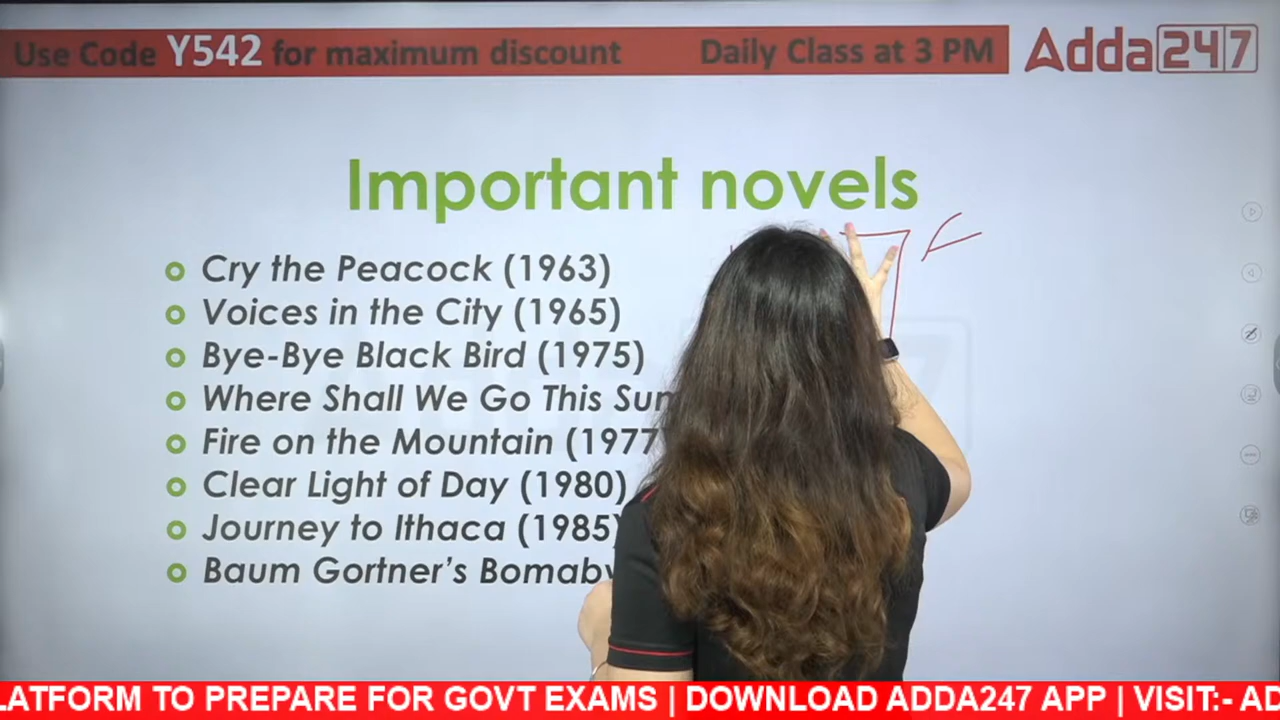 Use Code Y542 for maximum discount Daily Class at 3 PM Adda247
Important novels
Cry the Peacock (1963)
Voices in the City (1965)
Bye-Bye Black Bird (1975)
Where Shall We Go This
Fire on the Mountain (1977
Clear Light of Day (1980)
Journey to Ithaca (1985)
Baum Gortner's Bomaby
LATFORM TO PREPARE FOR GOVT EXAMS | DOWNLOAD ADDA247 APP | VISIT:- AD